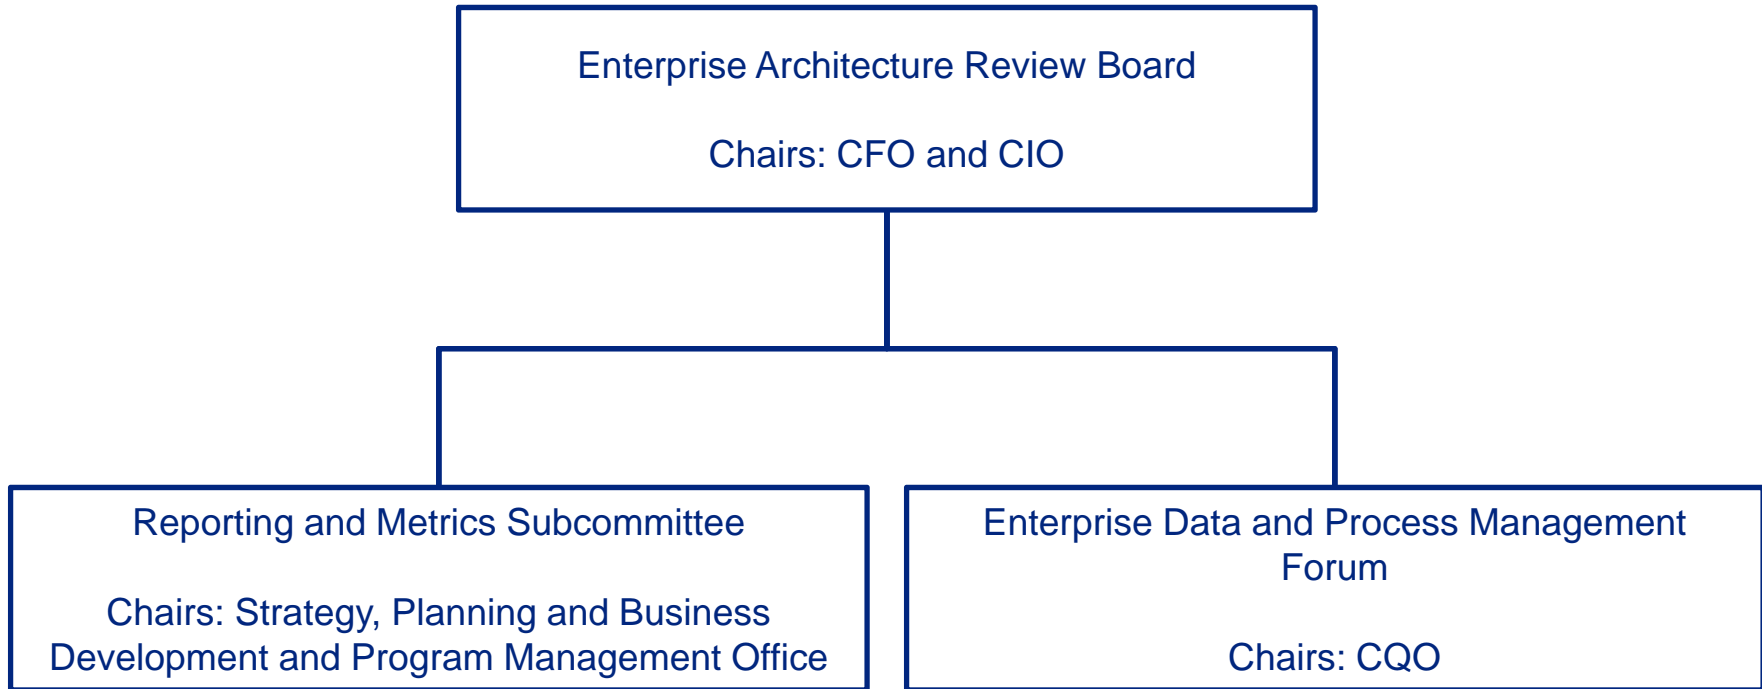 Enterprise Architecture Review Board
Chairs: CFO and CIO
Reporting and Metrics Subcommittee
Chairs: Strategy, Planning and Business
Development and Program Management Office
Enterprise Data and Process Management
Forum
Chairs: CQO